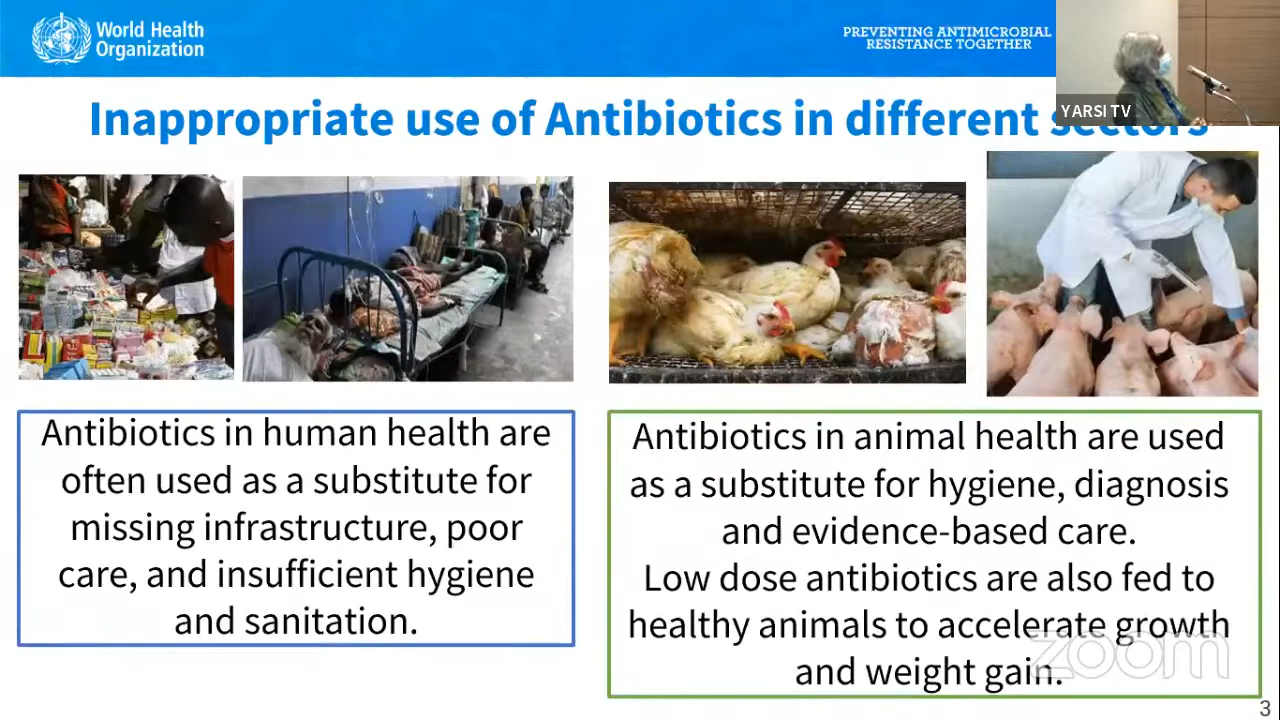 World Health
Organization
PREVENTING ANTIMICROBIAL
RESISTANCE TOGETHER
YARSI TV
Inappropriate use of Antibiotics in different sectors
Antibiotics in human health are
often used as a substitute for
missing infrastructure, poor
care, and insufficient hygiene
and sanitation.
Antibiotics in animal health are used
as a substitute for hygiene, diagnosis
and evidence-based care.
Low dose antibiotics are also fed to
healthy animals to accelerate growth
and weight gain.
zoom
3